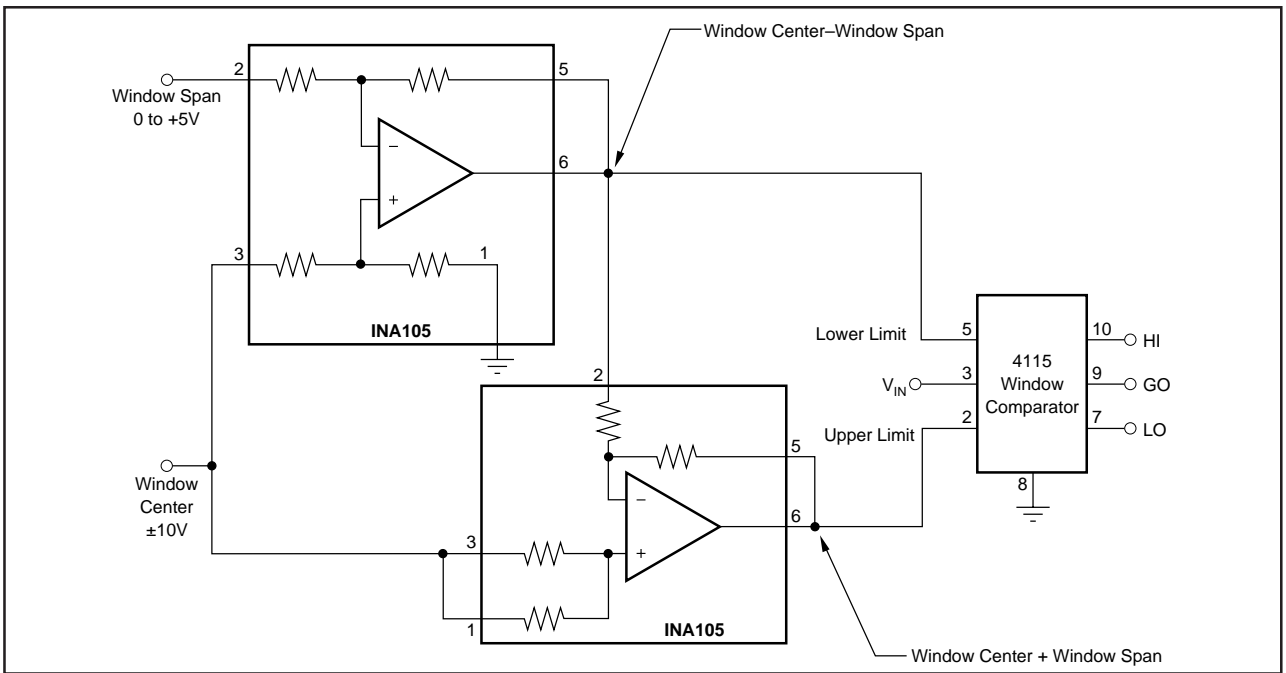 Window Center–Window Span
2
5
Window Span
0 to +5V
–
6
+
3
1
INA105
2
Lower Limit
5
10
HI
4115
Window
Comparator
V_IN
3
9
GO
Upper Limit
2
7
LO
5
8
Window
Center
±10V
–
6
3
+
1
INA105
Window Center + Window Span